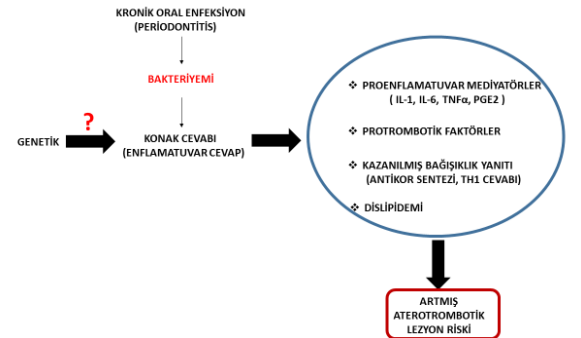 KRONİK ORAL ENFEKSİYON
(PERİODONTİTİS)
BAKTERİYEMİ
?
GENETİK
KONAK CEVABI
(ENFLAMATUVAR CEVAP)
❖ PROENFLAMATUVAR MEDİYATÖRLER
( IL-1, IL-6, TNFα, PGE2 )
❖ PROTROMBOTİK FAKTÖRLER
❖ KAZANILMIŞ BAĞIŞIKLIK YANITI
(ANTİKOR SENTEZİ, TH1 CEVABI)
❖ DİSLİPİDEMİ
ARTMIŞ
ATEROTROMBOTİK
LEZYON RİSKİ